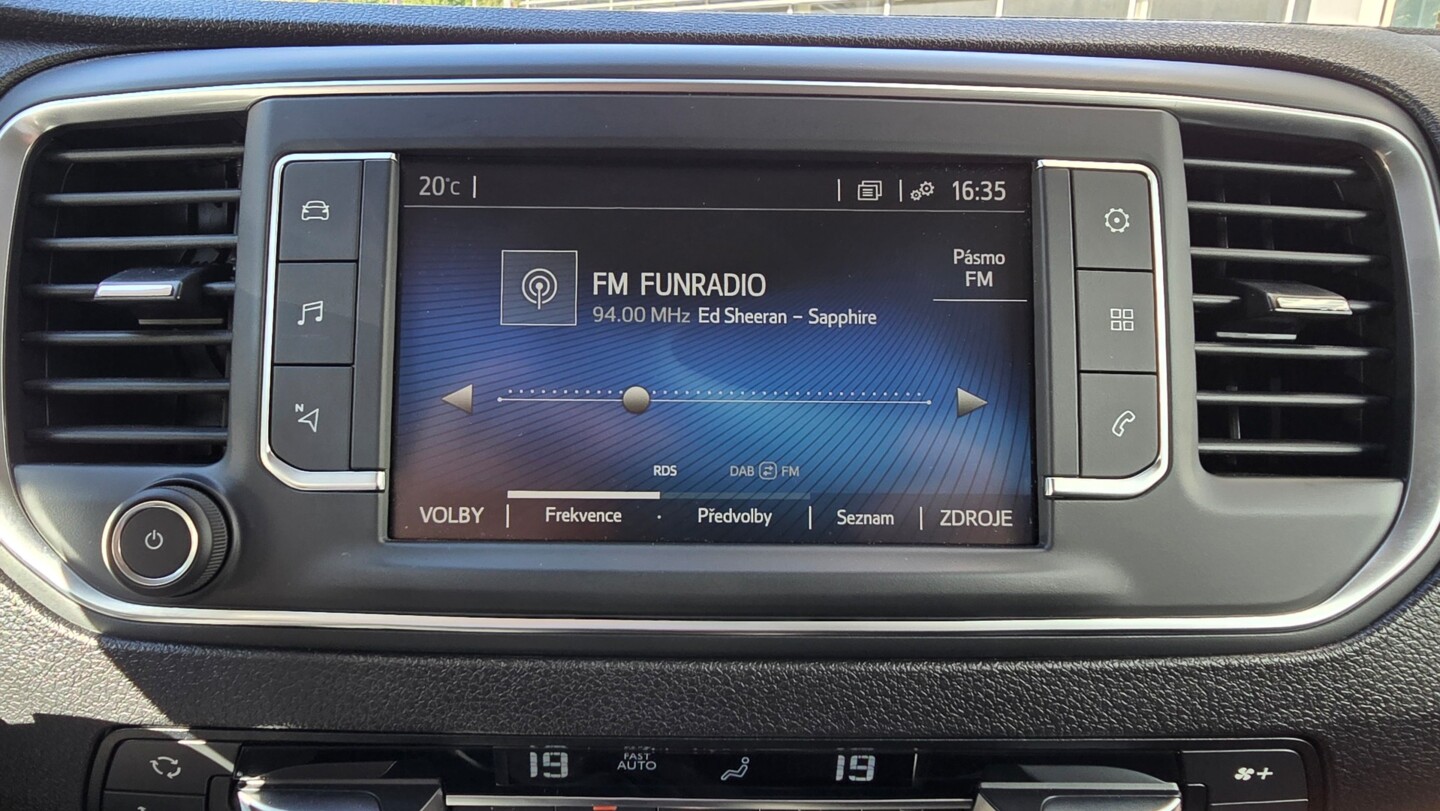 20°C
16:35
Pásmo
FM
FM FUNRADIO
94.00 MHz Ed Sheeran – Sapphire
N
RDS
DAB FM
VOLBY
Frekvence
Předvolby
Seznam
ZDROJE
19
FAST
AUTO
19